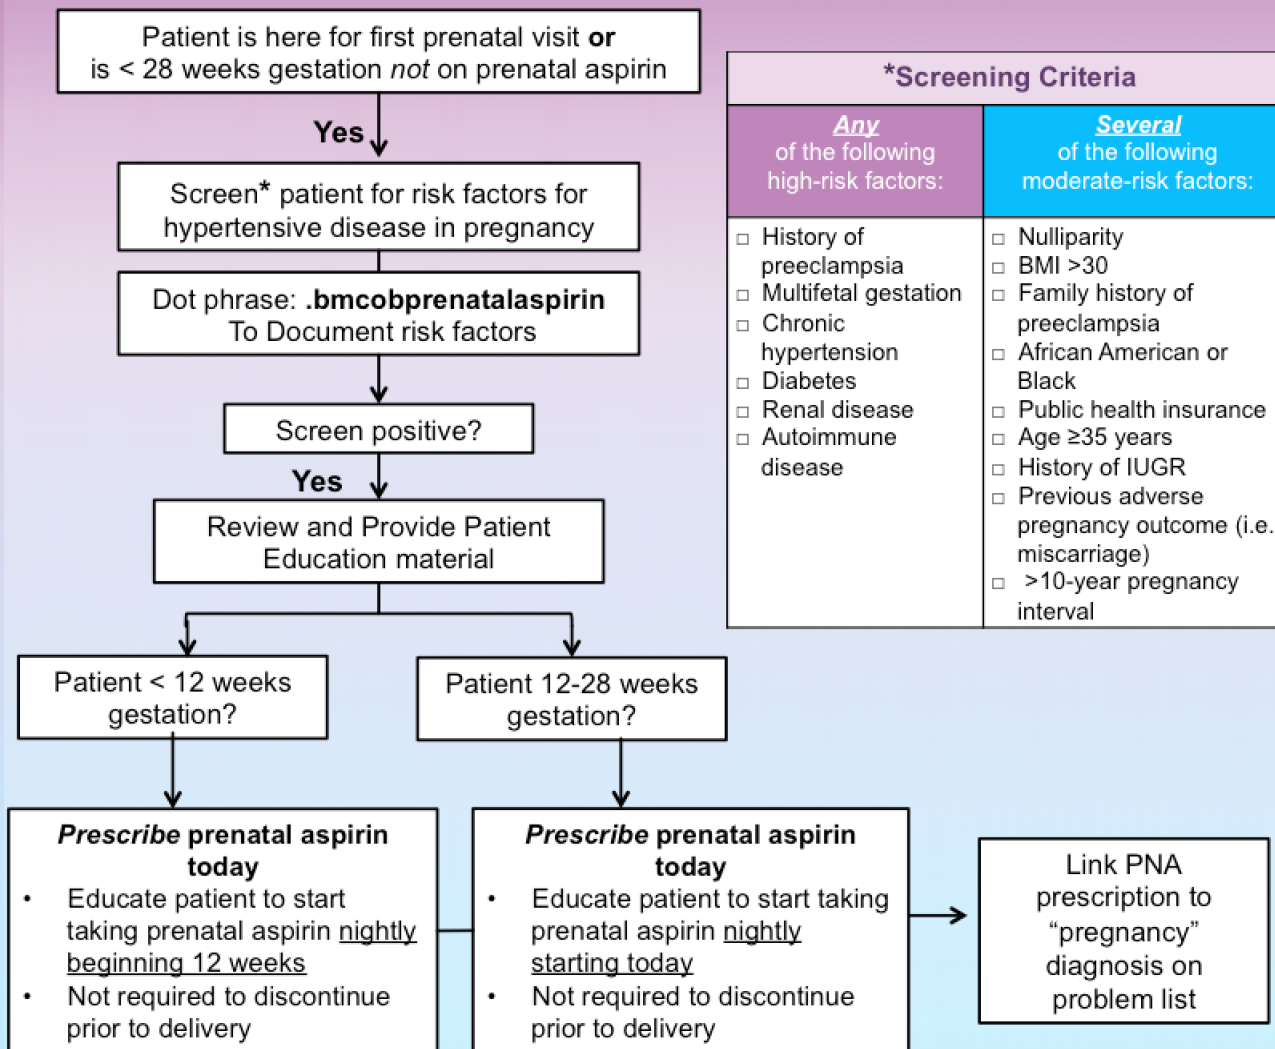 Patient is here for first prenatal visit or
is < 28 weeks gestation not on prenatal aspirin
Yes
Screen* patient for risk factors for
hypertensive disease in pregnancy
Dot phrase: .bmcobprenatalaspirin
To Document risk factors
Screen positive?
Yes
Review and Provide Patient
Education material
Patient < 12 weeks
gestation?
Patient 12-28 weeks
gestation?
Prescribe prenatal aspirin
today
• Educate patient to start
taking prenatal aspirin nightly
beginning 12 weeks
• Not required to discontinue
prior to delivery
Prescribe prenatal aspirin
today
• Educate patient to start taking
prenatal aspirin nightly
starting today
• Not required to discontinue
prior to delivery
Link PNA
prescription to
“pregnancy”
diagnosis on
problem list
*Screening Criteria
Any
of the following
high-risk factors:
□ History of
preeclampsia
□ Multifetal gestation
□ Chronic
hypertension
□ Diabetes
□ Renal disease
□ Autoimmune
disease
Several
of the following
moderate-risk factors:
□ Nulliparity
□ BMI >30
□ Family history of
preeclampsia
□ African American or
Black
□ Public health insurance
□ Age ≥35 years
□ History of IUGR
□ Previous adverse
pregnancy outcome (i.e.
miscarriage)
□ >10-year pregnancy
interval